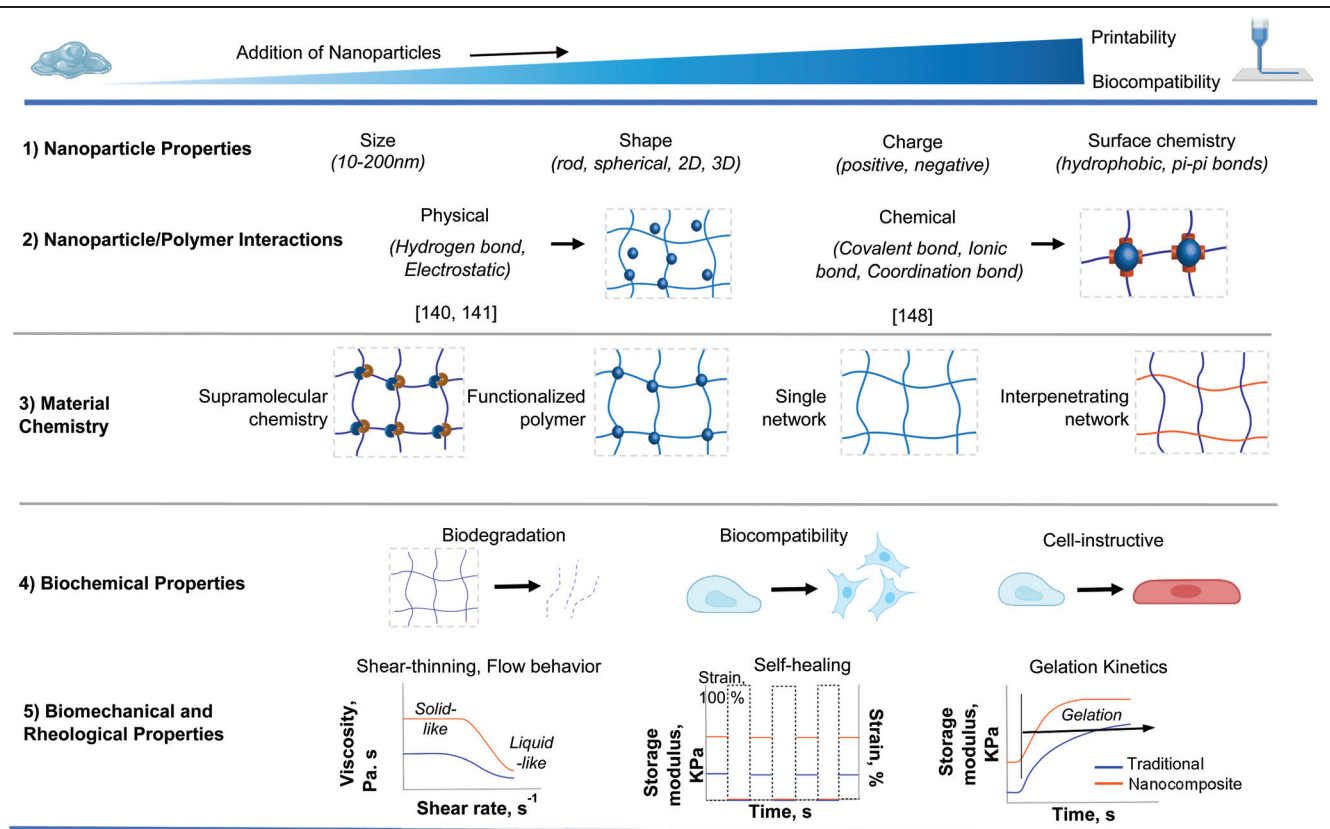 Addition of Nanoparticles
Printability
Biocompatibility
1) Nanoparticle Properties
Size
(10-200nm)
Shape
(rod, spherical, 2D, 3D)
Charge
(positive, negative)
Surface chemistry
(hydrophobic, pi-pi bonds)
2) Nanoparticle/Polymer Interactions
Physical
(Hydrogen bond,
Electrostatic)
[140, 141]
Chemical
(Covalent bond, Ionic
bond, Coordination bond)
[148]
3) Material
Chemistry
Supramolecular
chemistry
Functionalized
polymer
Single
network
Interpenetrating
network
4) Biochemical Properties
Biodegradation
Biocompatibility
Cell-instructive
5) Biomechanical and
Rheological Properties
Shear-thinning, Flow behavior
Viscosity,
Pa. s
Solid-
like
Liquid
-like
Shear rate, s⁻¹
Self-healing
Strain,
100 %
Storage
modulus,
KPa
Strain, %
Time, s
Gelation Kinetics
Storage
modulus,
KPa
Gelation
Traditional
Nanocomposite
Time, s